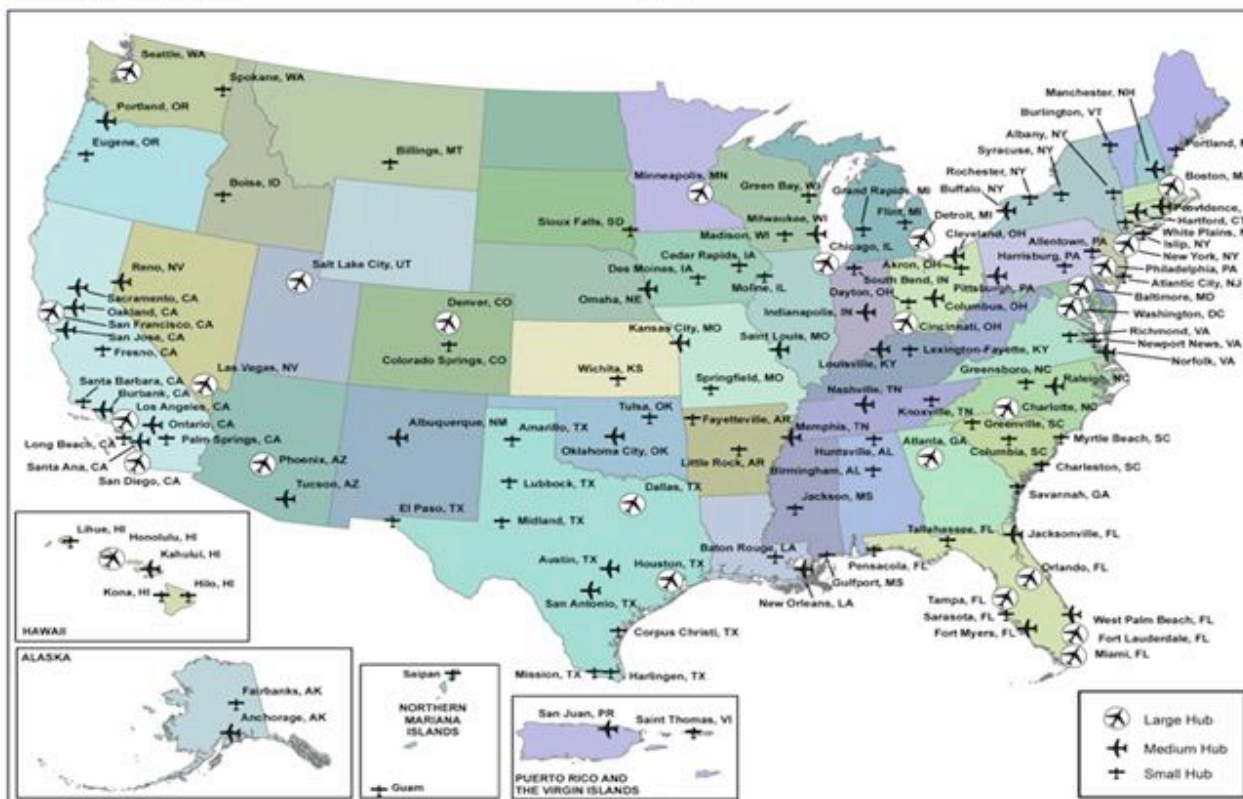 Seattle, WA
Spokane, WA
Portland, OR
Eugene, OR
Boise, ID
Billings, MT
Minneapolis, MN
Green Bay, WI
Grand Rapids, MI
Flint, MI
Milwaukee, WI
Madison, WI
Sioux Falls, SD
Detroit, MI
Cleveland, OH
Chicago, IL
Manchester, NH
Burlington, VT
Albany, NY
Syracuse, NY
Rochester, NY
Buffalo, NY
Portland, M
Boston, MA
Providence,
Hartford, CT
White Plains, N
Islip, NY
New York, NY
Allentown, PA
Harrisburg, PA
Philadelphia, PA
Atlantic City, NJ
Pittsburgh, PA
Baltimore, MD
Washington, DC
Richmond, VA
Newport News, VA
Norfolk, VA
Reno, NV
Salt Lake City, UT
Sacramento, CA
Oakland, CA
San Francisco, CA
San Jose, CA
Fresno, CA
Denver, CO
Colorado Springs, CO
Cedar Rapids, IA
Des Moines, IA
Moline, IL
Omaha, NE
Akron, OH
South Bend, IN
Dayton, OH
Columbus, OH
Indianapolis, IN
Cincinnati, OH
Kansas City, MO
Saint Louis, MO
Louisville, KY
Lexington-Fayette, KY
Las Vegas, NV
Wichita, KS
Springfield, MO
Greensboro, NC
Raleigh, NC
Nashville, TN
Knoxville, TN
Charlotte, NC
Santa Barbara, CA
Burbank, CA
Los Angeles, CA
Ontario, CA
Palm Springs, CA
Long Beach, CA
Santa Ana, CA
San Diego, CA
Phoenix, AZ
Tucson, AZ
Albuquerque, NM
Amarillo, TX
Tulsa, OK
Oklahoma City, OK
Fayetteville, AR
Memphis, TN
Little Rock, AR
Huntsville, AL
Birmingham, AL
Atlanta, GA
Greenville, SC
Columbia, SC
Myrtle Beach, SC
Charleston, SC
Savannah, GA
Lubbock, TX
Dallas, TX
El Paso, TX
Midland, TX
Jackson, MS
Tallahassee, FL
Jacksonville, FL
Austin, TX
Houston, TX
San Antonio, TX
Baton Rouge, LA
New Orleans, LA
Gulfport, MS
Pensacola, FL
Orlando, FL
Tampa, FL
Sarasota, FL
Fort Myers, FL
West Palm Beach, FL
Fort Lauderdale, FL
Miami, FL
Corpus Christi, TX
Mission, TX
Harlingen, TX
Lihue, HI
Honolulu, HI
Kahului, HI
Kona, HI
Hilo, HI
HAWAII
ALASKA
Fairbanks, AK
Anchorage, AK
Saipan
NORTHERN
MARIANA
ISLANDS
Guam
San Juan, PR
Saint Thomas, VI
PUERTO RICO AND
THE VIRGIN ISLANDS
Large Hub
Medium Hub
Small Hub